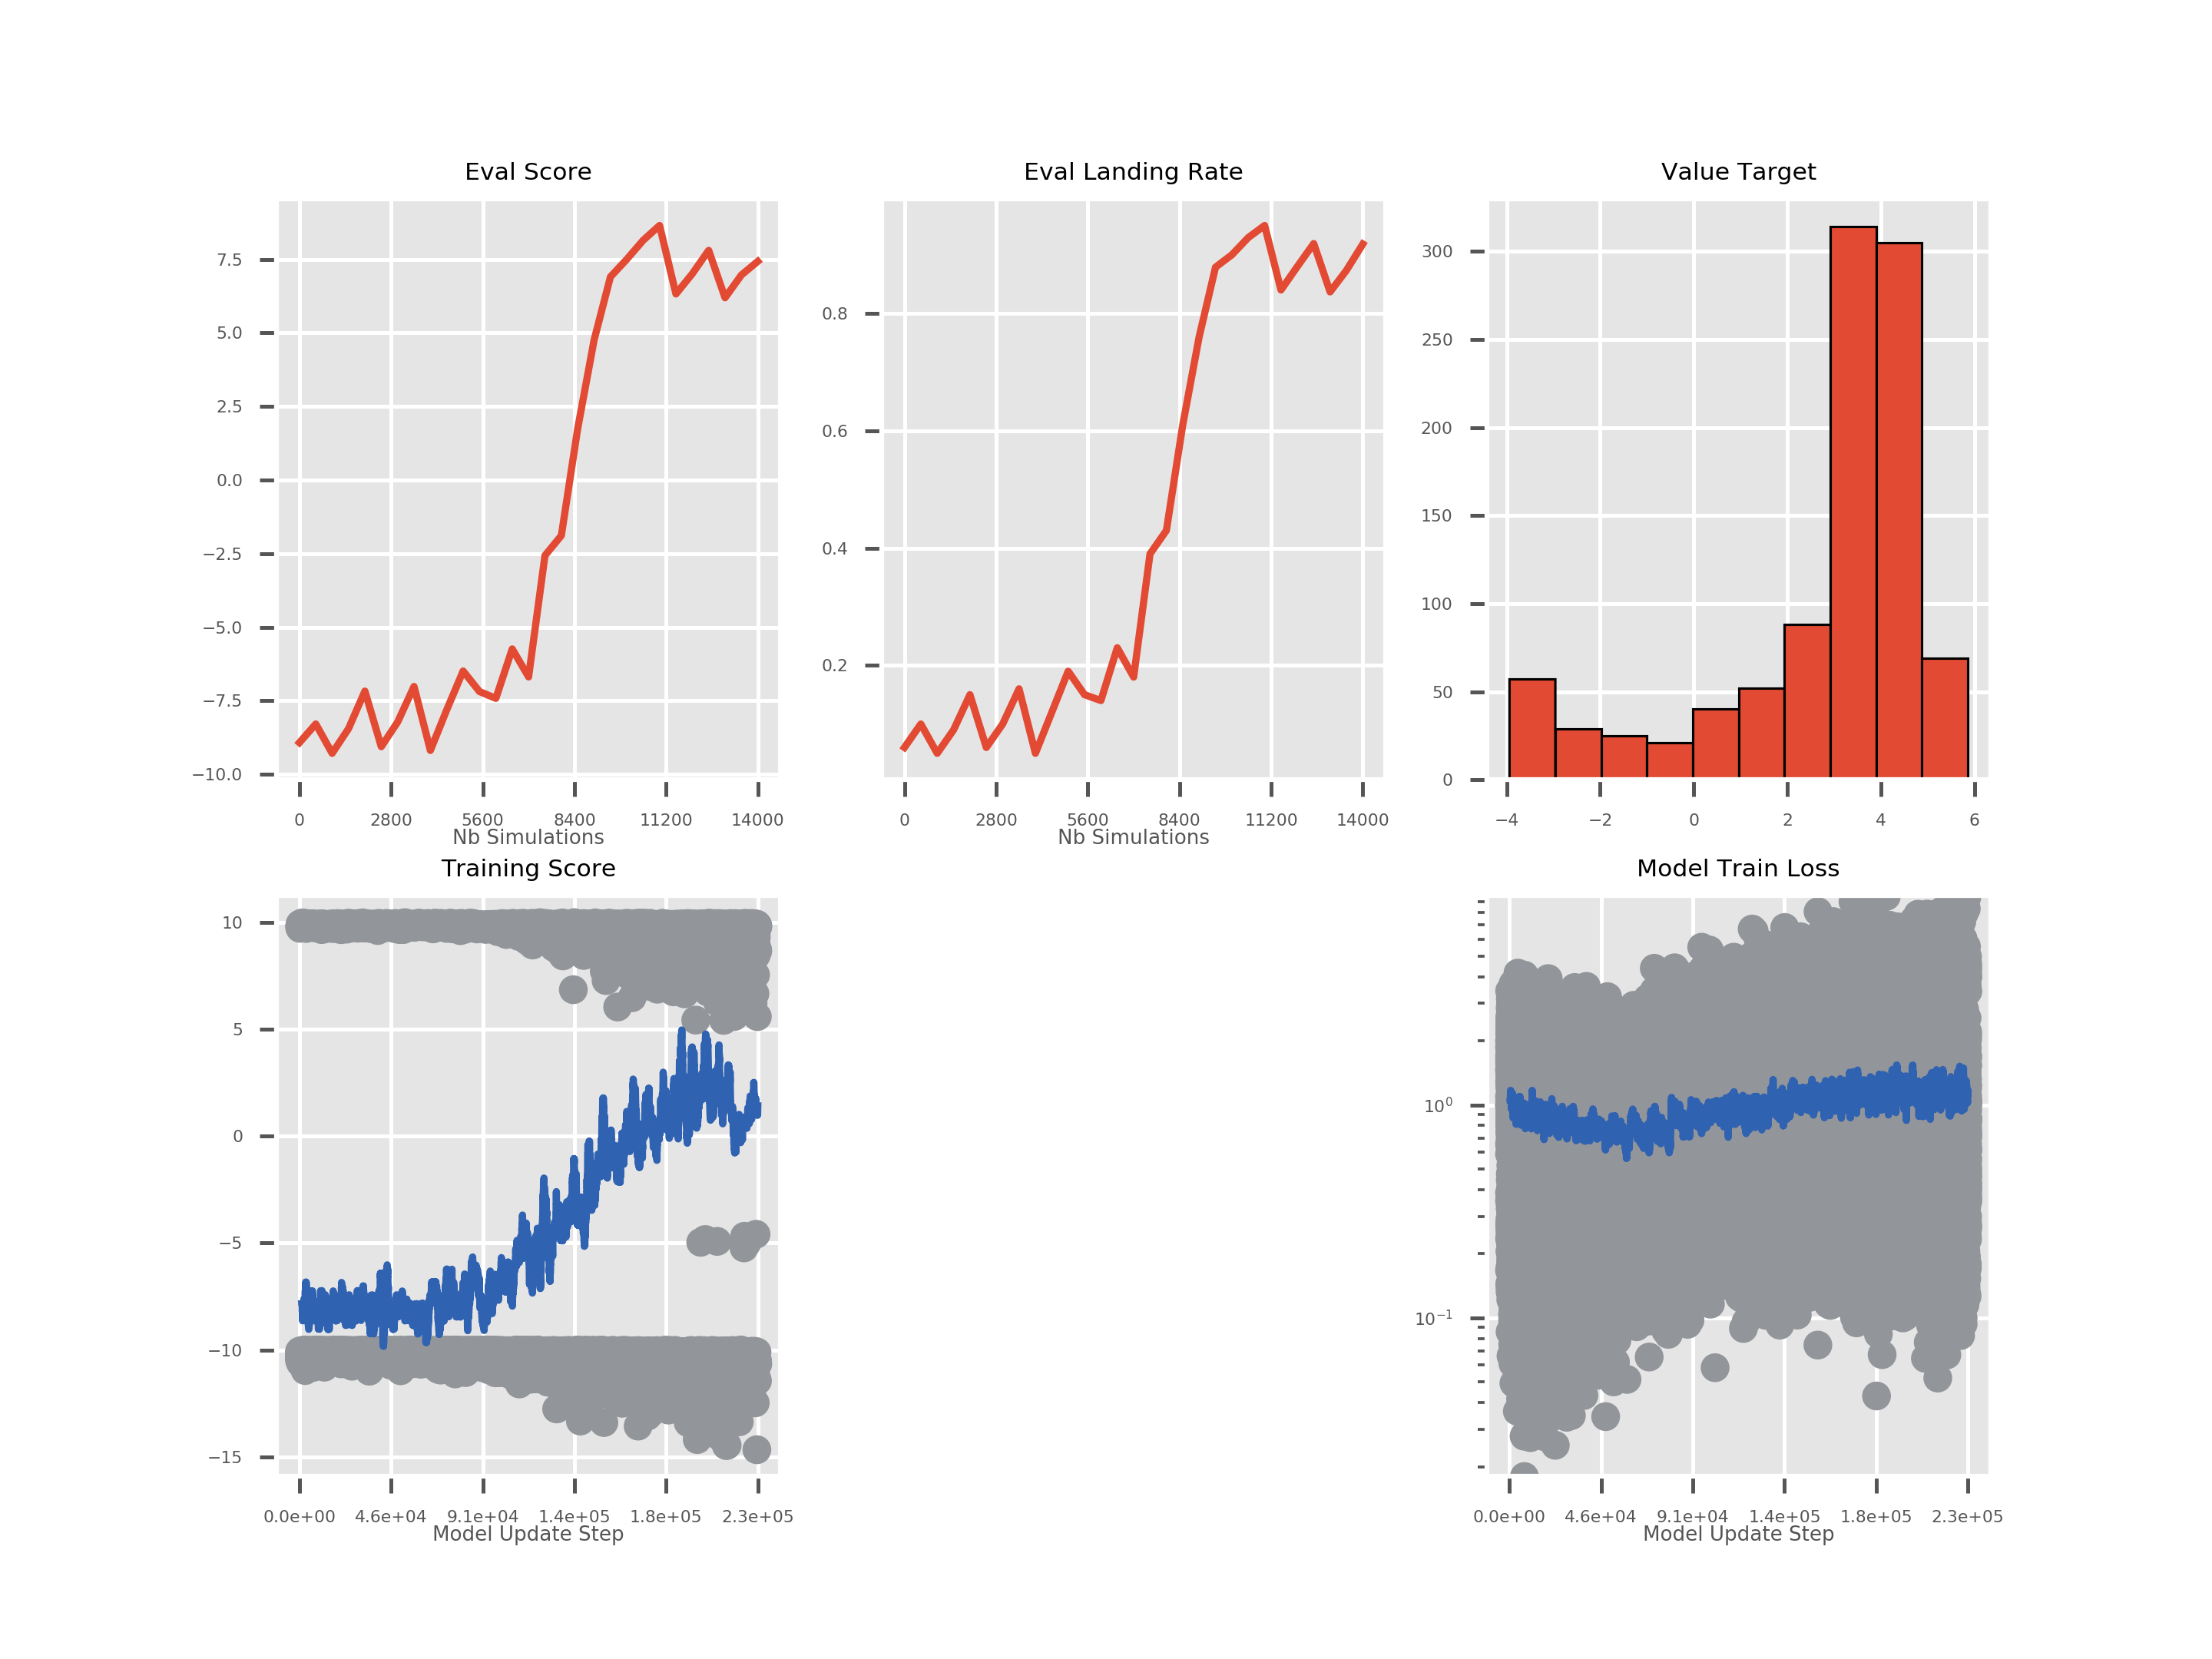 Eval Score
7.5
5.0
2.5
0.0
−2.5
−5.0
−7.5
−10.0
0 2800 5600 8400 11200 14000
Nb Simulations
Eval Landing Rate
0.8
0.6
0.4
0.2
0 2800 5600 8400 11200 14000
Nb Simulations
Value Target
300
250
200
150
100
50
0
−4 −2 0 2 4 6
Training Score
10
5
0
−5
−10
−15
0.0e+00 4.6e+04 9.1e+04 1.4e+05 1.8e+05 2.3e+05
Model Update Step
Model Train Loss
10⁰
10⁻¹
0.0e+00 4.6e+04 9.1e+04 1.4e+05 1.8e+05 2.3e+05
Model Update Step